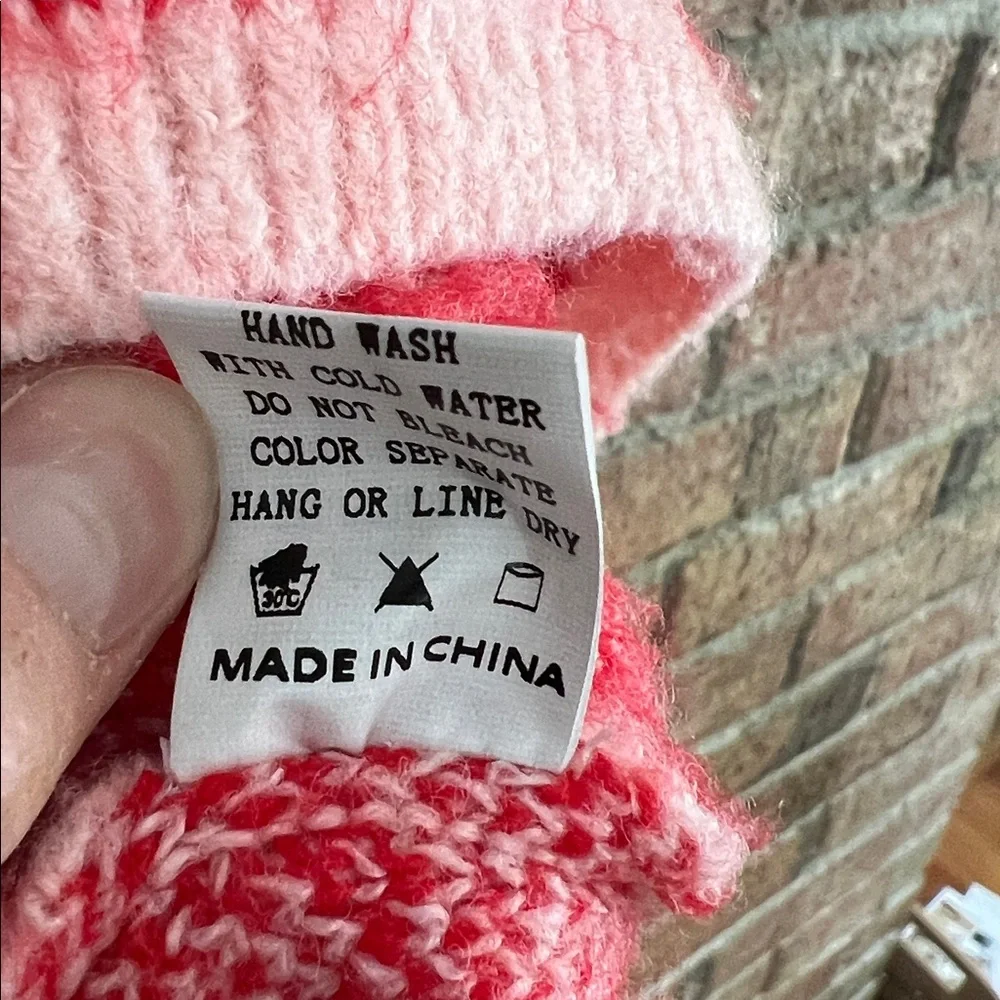 HAND WASH
WITH COLD WATER
DO NOT BLEACH
COLOR SEPARATE
HANG OR LINE DRY
30°C
MADE IN CHINA